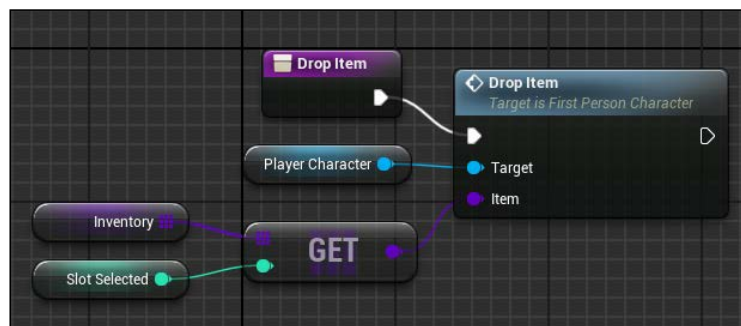 Drop Item
Drop Item
Target is First Person Character
Player Character
Target
Item
Inventory
GET
Slot Selected